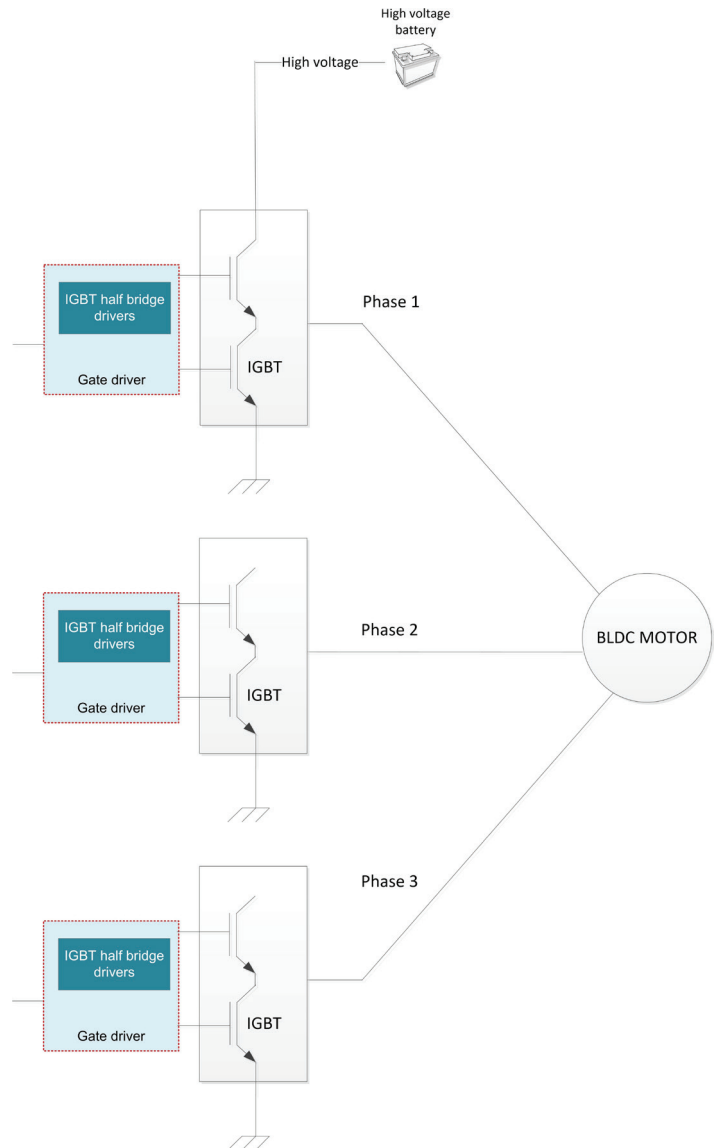 High voltage
battery
High voltage
Phase 1
IGBT half bridge
drivers
IGBT
Gate driver
IGBT half bridge
drivers
Phase 2
BLDC MOTOR
IGBT
Gate driver
Phase 3
IGBT half bridge
drivers
IGBT
Gate driver